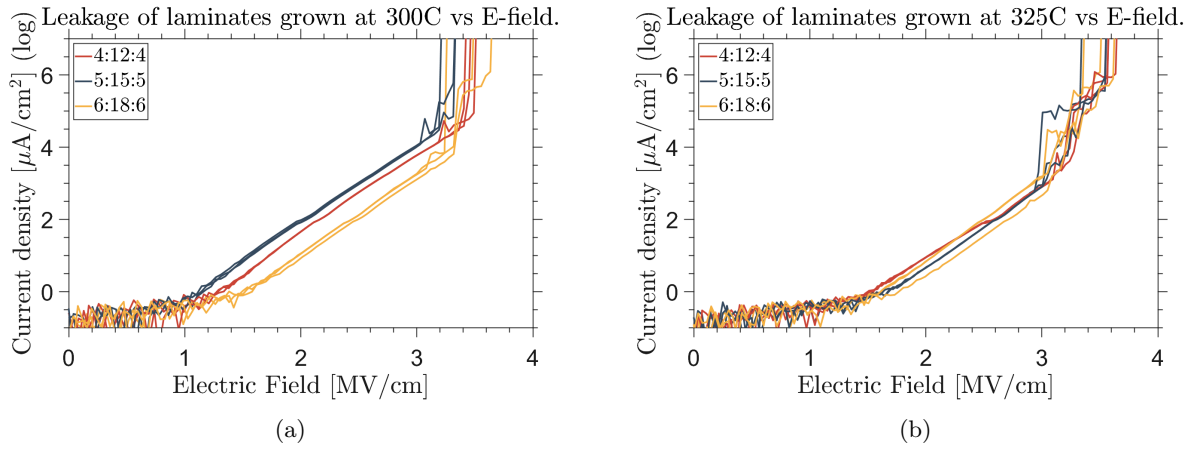 Leakage of laminates grown at 300C vs E-field.
Current density [μA/cm²] (log)
4:12:4
5:15:5
6:18:6
6
4
2
0
0 1 2 3 4
Electric Field [MV/cm]
(a)
Leakage of laminates grown at 325C vs E-field.
Current density [μA/cm²] (log)
4:12:4
5:15:5
6:18:6
6
4
2
0
0 1 2 3 4
Electric Field [MV/cm]
(b)